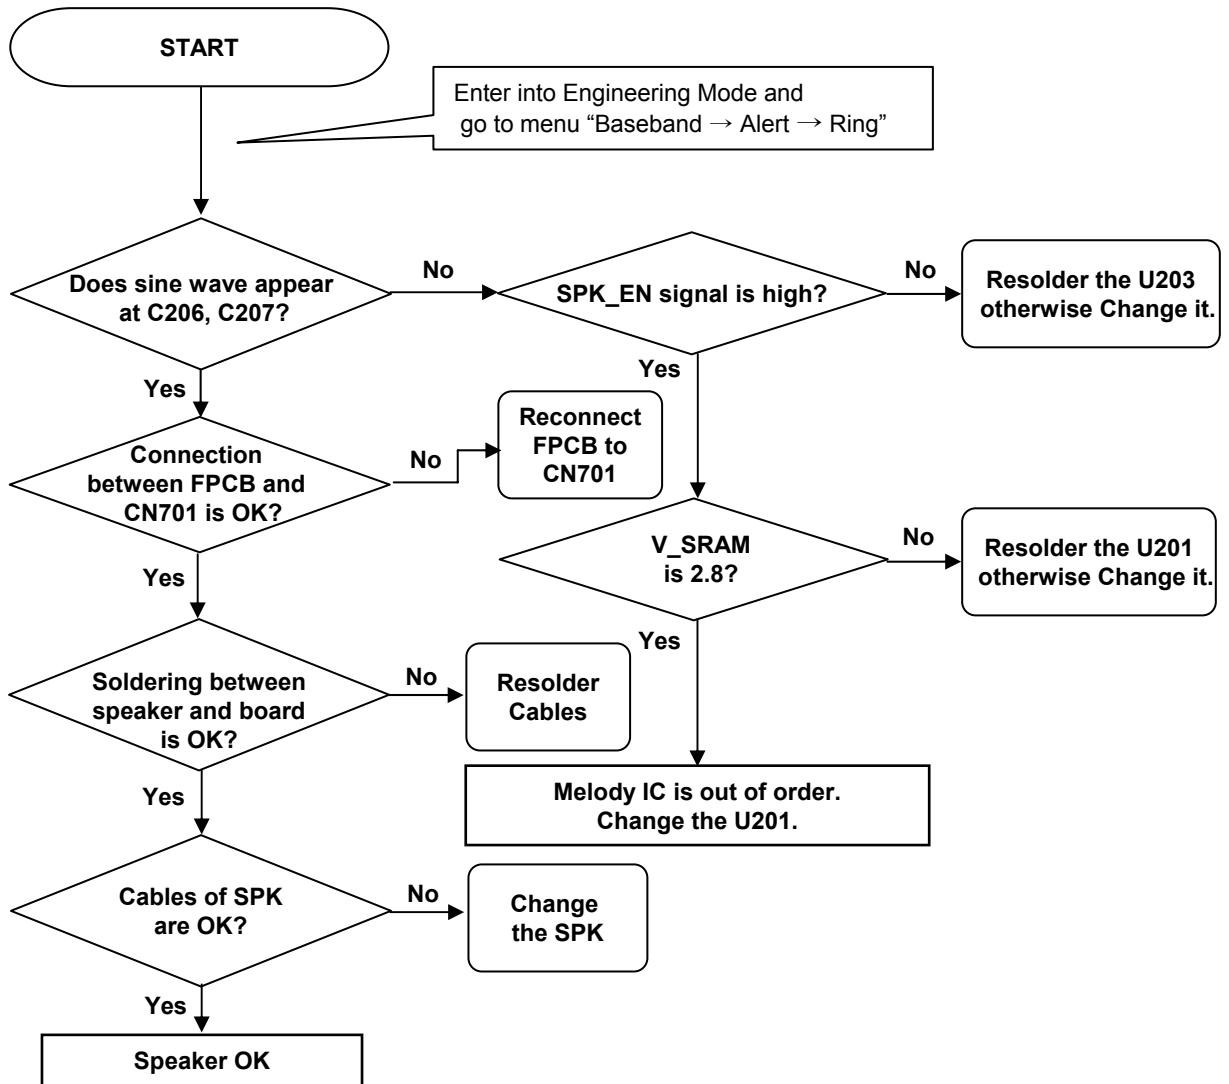 START
Enter into Engineering Mode and
go to menu “Baseband → Alert → Ring”
Does sine wave appear
at C206, C207?
No
SPK_EN signal is high?
No
Resolder the U203
otherwise Change it.
Yes
Yes
Connection
between FPCB and
CN701 is OK?
No
Reconnect
FPCB to
CN701
V_SRAM
is 2.8?
No
Resolder the U201
otherwise Change it.
Yes
Yes
Soldering between
speaker and board
is OK?
No
Resolder
Cables
Melody IC is out of order.
Change the U201.
Yes
Cables of SPK
are OK?
No
Change
the SPK
Yes
Speaker OK